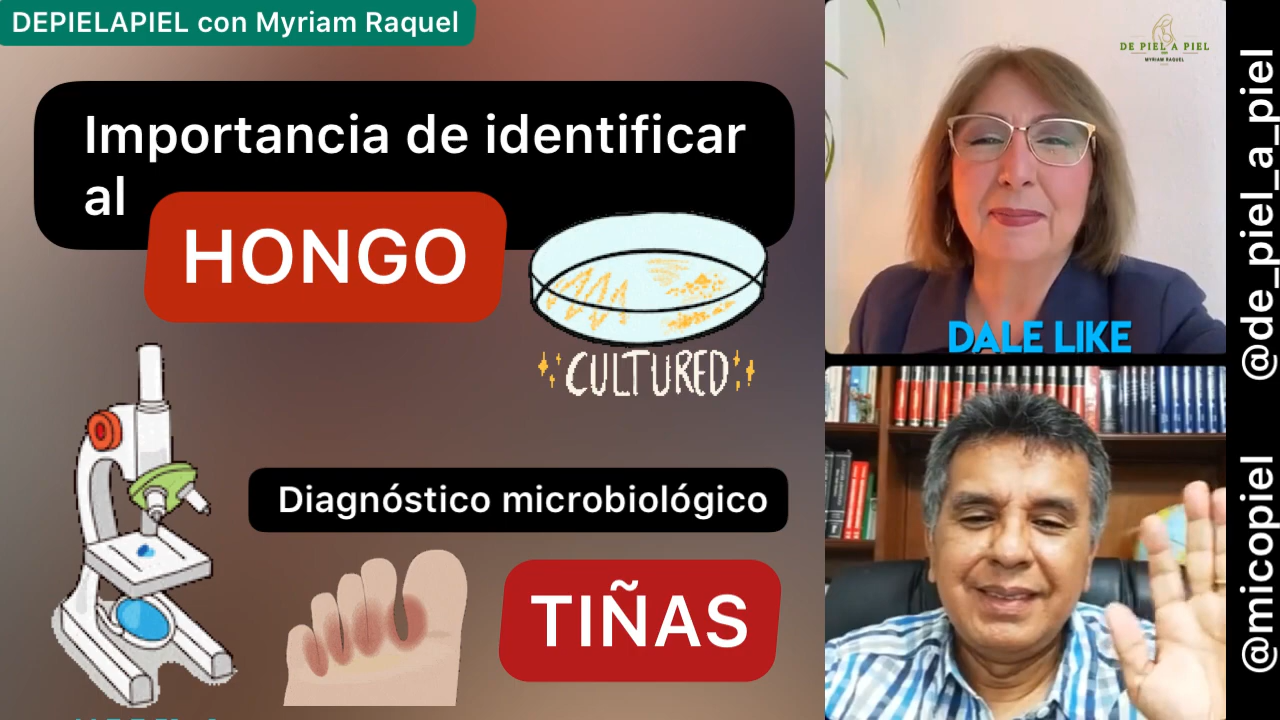 DEPIELAPIEL con Myriam Raquel
Importancia de identificar
al
HONGO
CULTURED
Diagnóstico microbiológico
TIÑAS
DE PIEL A PIEL
MYRIAM RAQUEL
DALE LIKE
@de_piel_a_piel
@micopiel